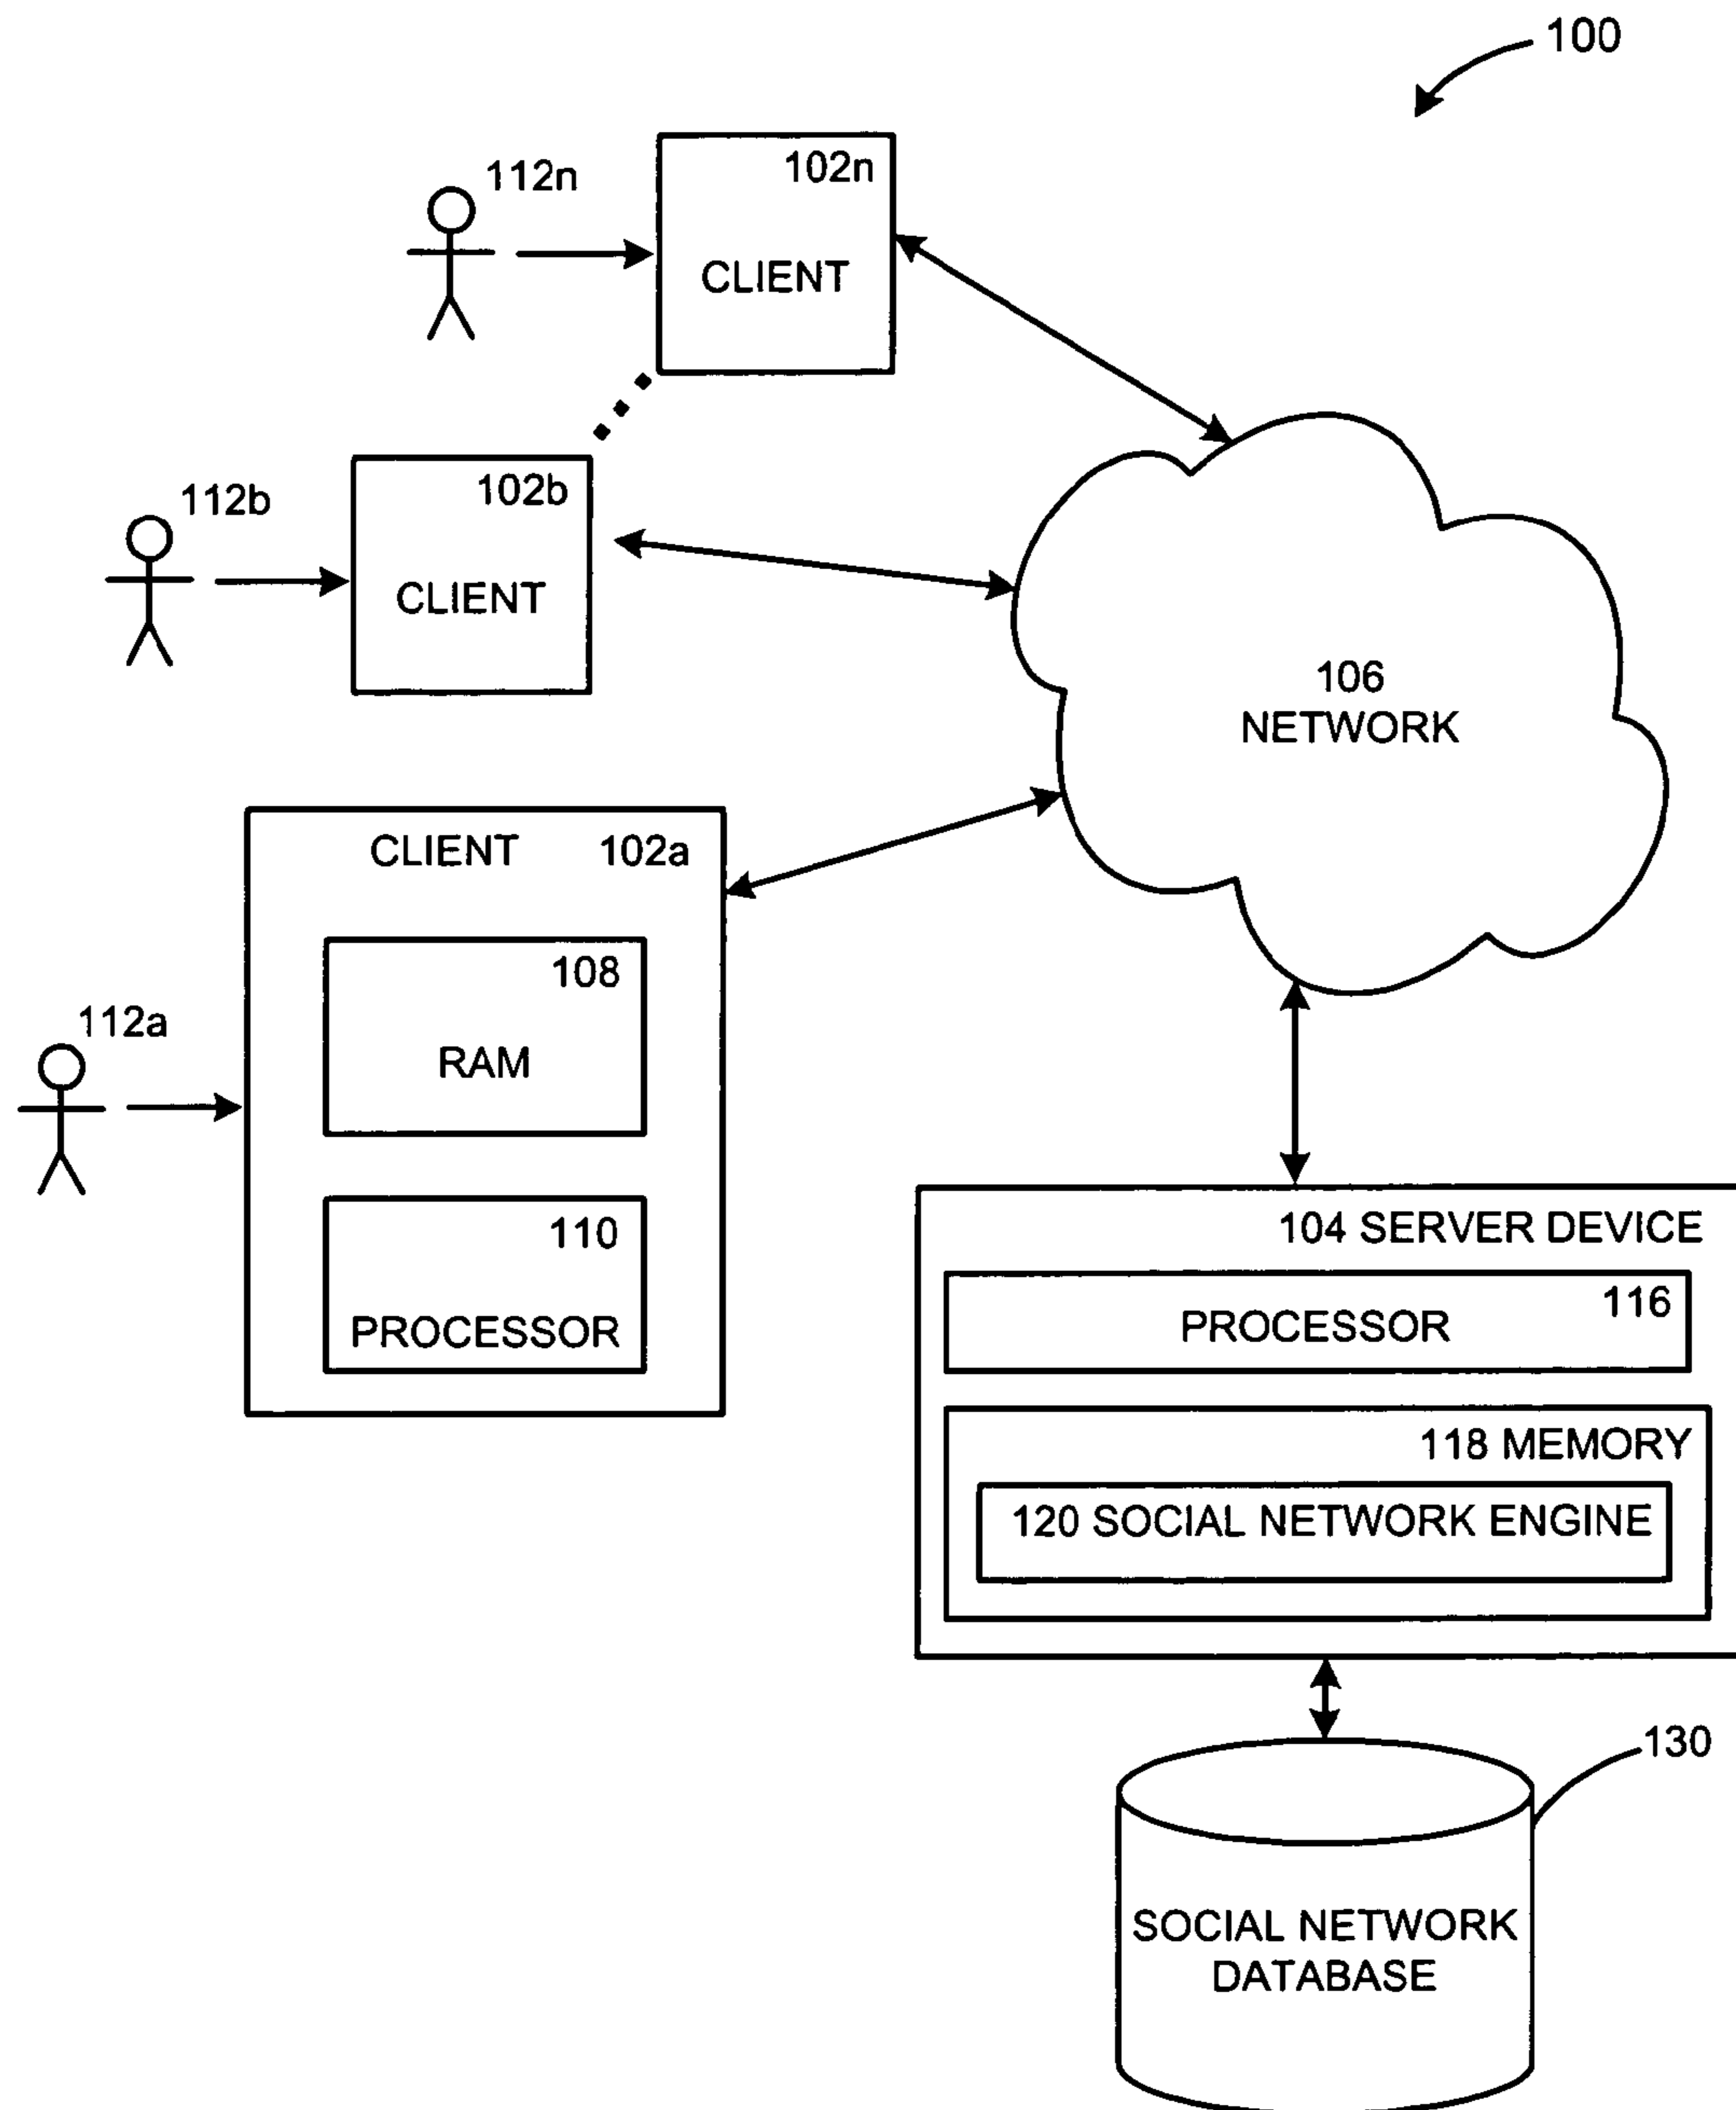 100
112n
102n
CLIENT
112b
102b
CLIENT
106
NETWORK
CLIENT 102a
108
RAM
112a
110
PROCESSOR
104 SERVER DEVICE
116
PROCESSOR
118 MEMORY
120 SOCIAL NETWORK ENGINE
130
SOCIAL NETWORK
DATABASE